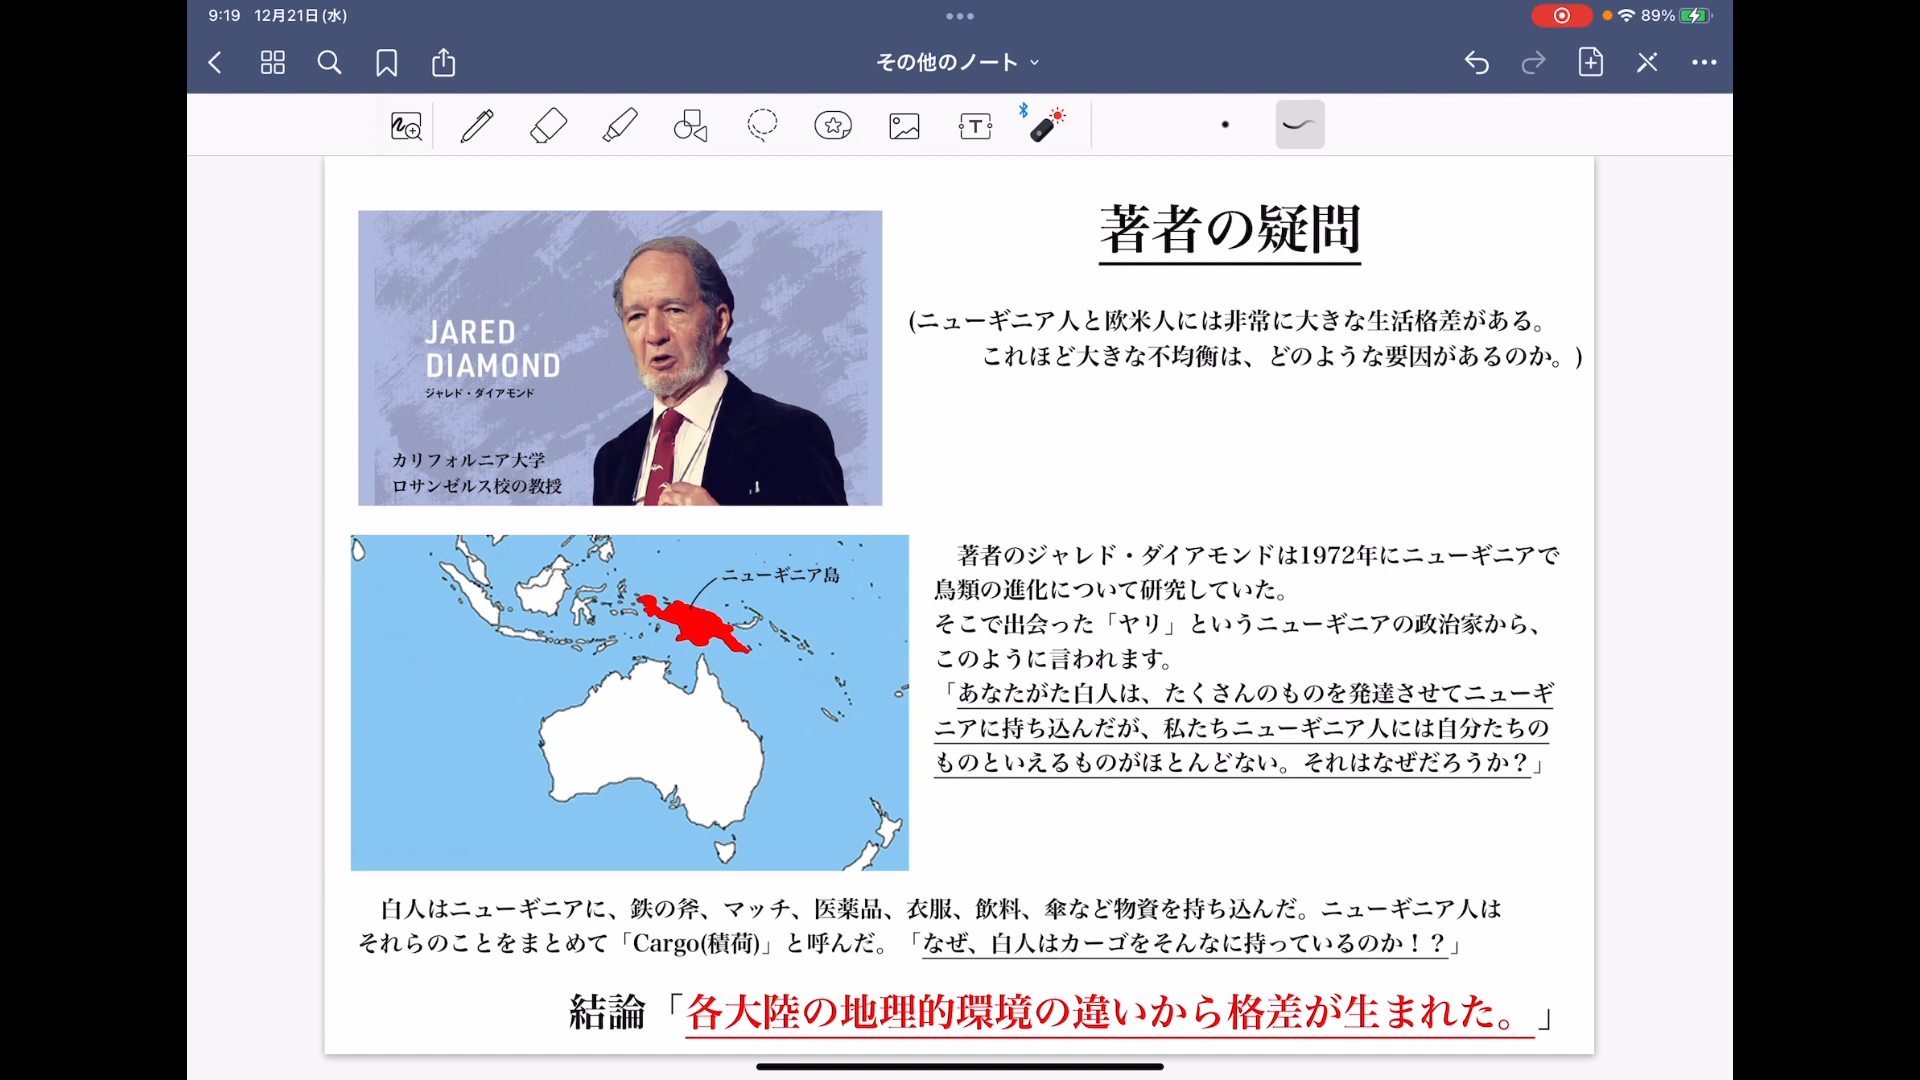 9:19 12月21日(水)
89%
その他のノート
T
著者の疑問
JARED
DIAMOND
ジャレド・ダイアモンド
カリフォルニア大学
ロサンゼルス校の教授
(ニューギニア人と欧米人には非常に大きな生活格差がある。
これほど大きな不均衡は、どのような要因があるのか。)
ニューギニア島
著者のジャレド・ダイアモンドは1972年にニューギニアで
鳥類の進化について研究していた。
そこで出会った「ヤリ」というニューギニアの政治家から、
このように言われます。
「あなたがた白人は、たくさんのものを発達させてニューギ
ニアに持ち込んだが、私たちニューギニア人には自分たちの
ものといえるものがほとんどない。それはなぜだろうか？」
白人はニューギニアに、鉄の斧、マッチ、医薬品、衣服、飲料、傘など物資を持ち込んだ。ニューギニア人は
それらのことをまとめて「Cargo(積荷)」と呼んだ。「なぜ、白人はカーゴをそんなに持っているのか！？」
結論「各大陸の地理的環境の違いから格差が生まれた。」